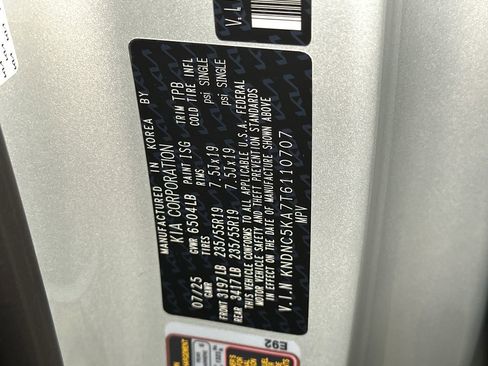 MANUFACTURED IN KOREA BY
KIA CORPORATION
07/25 GVWR 6504LB PAINT ISG TRIM TPB
GAWR TIRES RIMS COLD TIRE INFL
FRONT 3197LB 235/55R19 7.5Jx19 psi SINGLE
REAR 3417LB 235/55R19 7.5Jx19 psi SINGLE
THIS VEHICLE CONFORMS TO ALL APPLICABLE U.S.A. FEDERAL
MOTOR VEHICLE SAFETY AND THEFT PREVENTION STANDARDS
IN EFFECT ON THE DATE OF MANUFACTURE SHOWN ABOVE
V.I.N KNDNC5KA7T6110707
MPV
E92